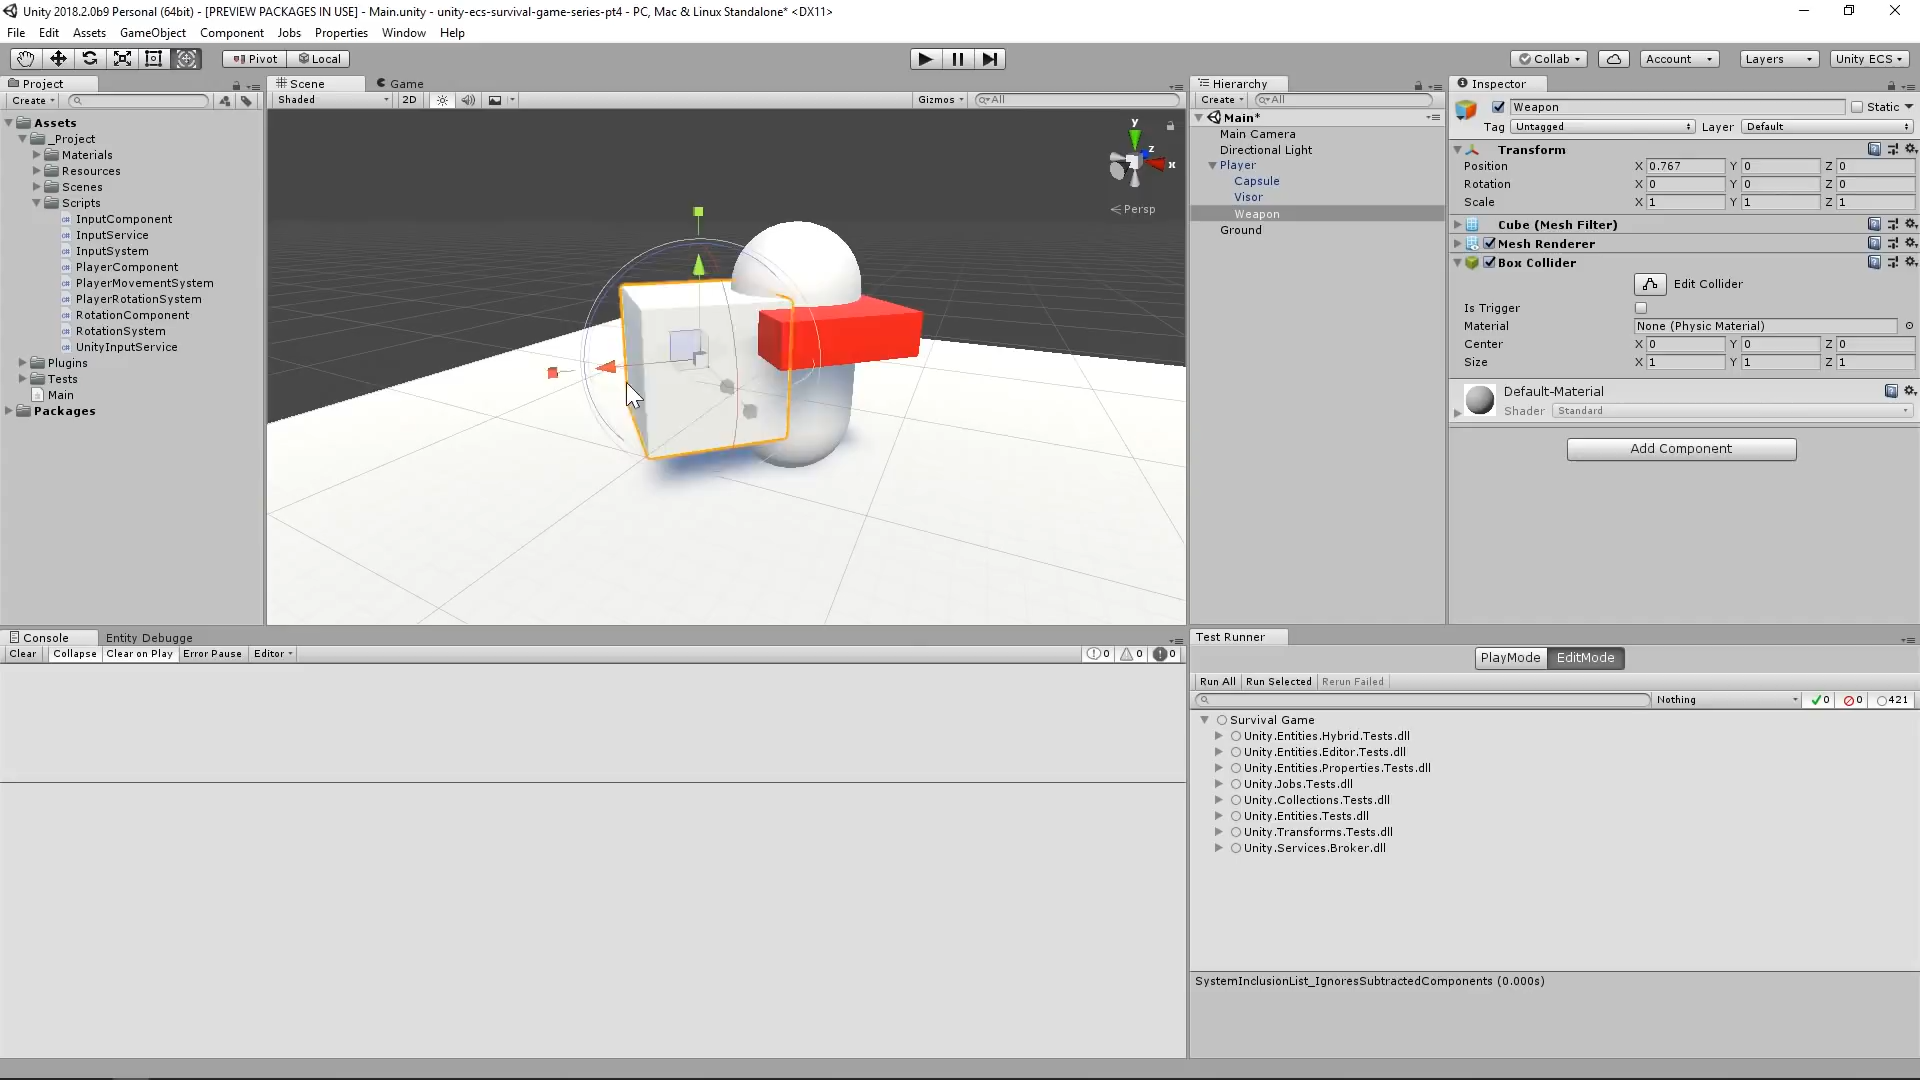 Unity 2018.2.0b9 Personal (64bit) - [PREVIEW PACKAGES IN USE] - Main.unity - unity-ecs-survival-game-series-pt4 - PC, Mac & Linux Standalone* <DX11>
File Edit Assets GameObject Component Jobs Properties Window Help
Pivot Local
Collab Account Layers Unity ECS
Project
Create
Assets
_Project
Materials
Resources
Scenes
Scripts
InputComponent
InputService
InputSystem
PlayerComponent
PlayerMovementSystem
PlayerRotationSystem
RotationComponent
RotationSystem
UnityInputService
Plugins
Tests
Main
Packages
Scene Game
Shaded 2D Gizmos All
y
z
x
Persp
Hierarchy
Create All
Main*
Main Camera
Directional Light
Player
Capsule
Visor
Weapon
Ground
Inspector
Weapon Static
Tag Untagged Layer Default
Transform
Position X 0.767 Y 0 Z 0
Rotation X 0 Y 0 Z 0
Scale X 1 Y 1 Z 1
Cube (Mesh Filter)
Mesh Renderer
Box Collider
Edit Collider
Is Trigger
Material None (Physic Material)
Center X 0 Y 0 Z 0
Size X 1 Y 1 Z 1
Default-Material
Shader Standard
Add Component
Console Entity Debugge
Clear Collapse Clear on Play Error Pause Editor 0 0 0
Test Runner
PlayMode EditMode
Run All Run Selected Rerun Failed
Nothing 0 0 421
Survival Game
Unity.Entities.Hybrid.Tests.dll
Unity.Entities.Editor.Tests.dll
Unity.Entities.Properties.Tests.dll
Unity.Jobs.Tests.dll
Unity.Collections.Tests.dll
Unity.Entities.Tests.dll
Unity.Transforms.Tests.dll
Unity.Services.Broker.dll
SystemInclusionList_IgnoresSubtractedComponents (0.000s)